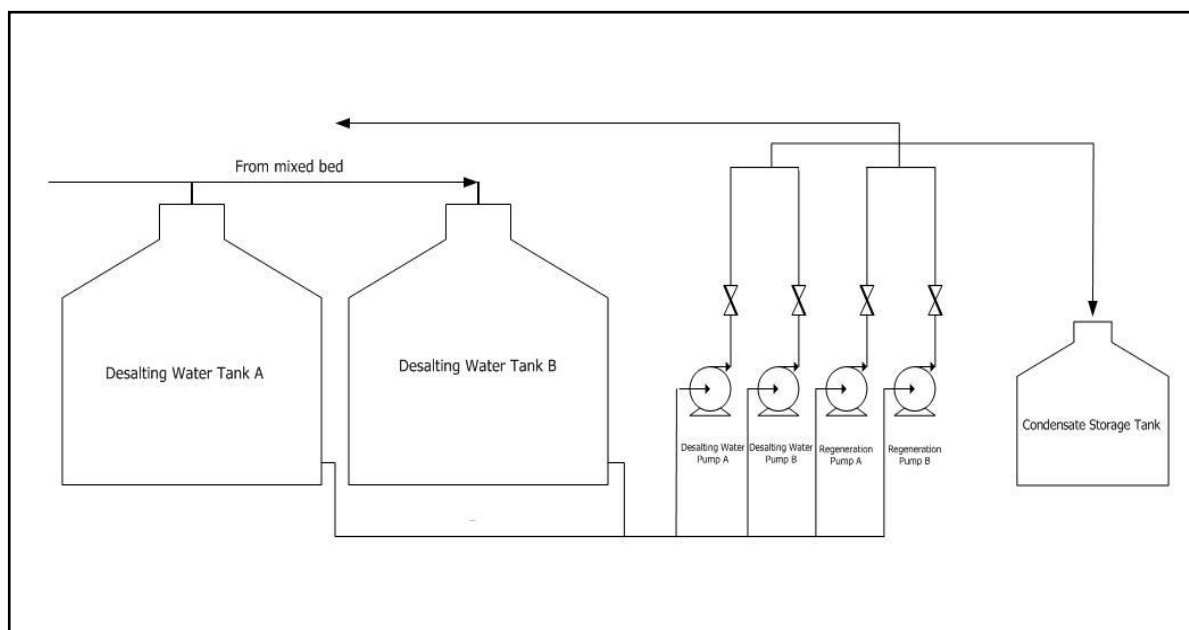 From mixed bed
Desalting Water Tank A
Desalting Water Tank B
Desalting Water
Pump A
Desalting Water
Pump B
Regeneration
Pump A
Regeneration
Pump B
Condensate Storage Tank